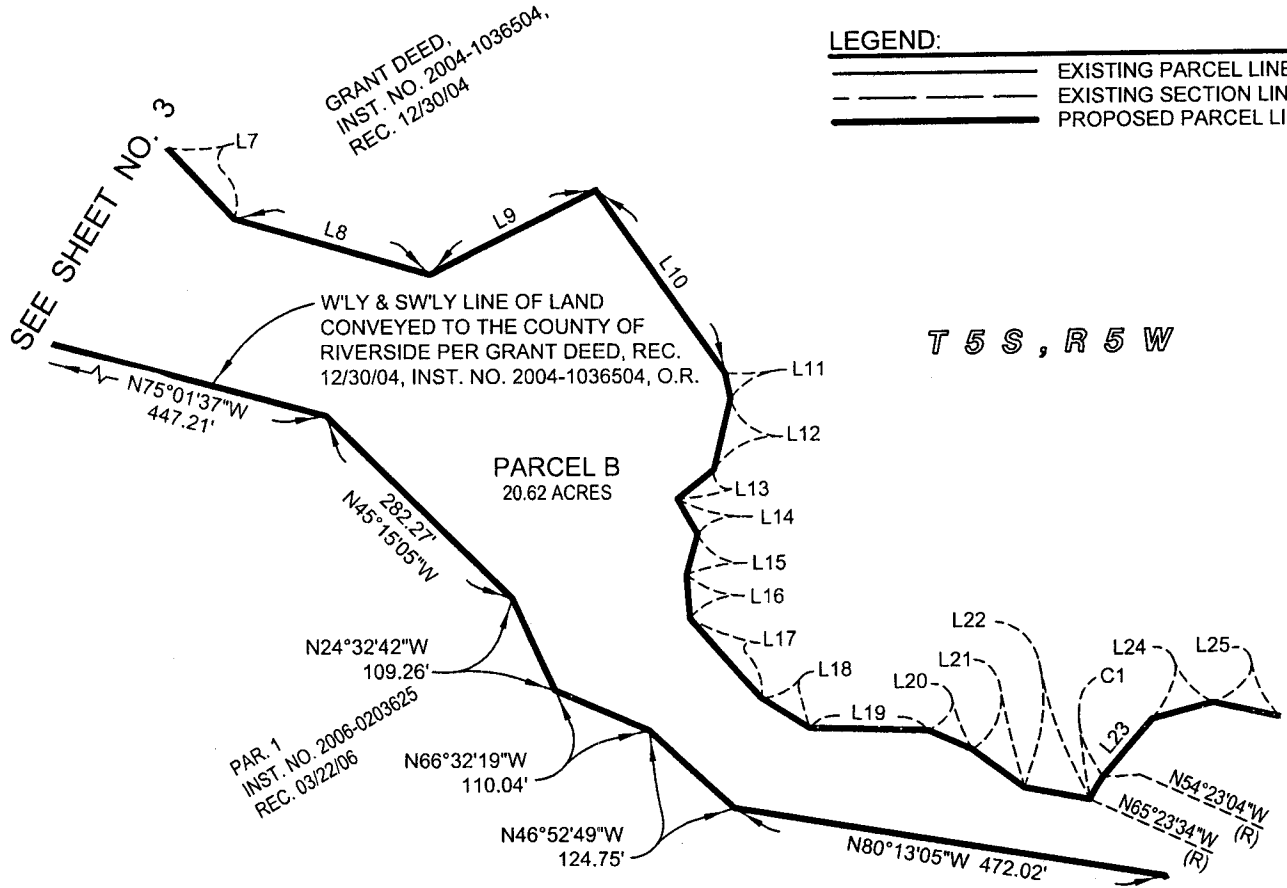 GRANT DEED,
INST. NO. 2004-1036504,
REC. 12/30/04
LEGEND:
EXISTING PARCEL LINE
EXISTING SECTION LIN
PROPOSED PARCEL LI
SEE SHEET NO. 3
L7
L8
L9
L10
W'LY & SW'LY LINE OF LAND
CONVEYED TO THE COUNTY OF
RIVERSIDE PER GRANT DEED, REC.
12/30/04, INST. NO. 2004-1036504, O.R.
T 5 S , R 5 W
L11
N75°01'37"W
447.21'
L12
PARCEL B
20.62 ACRES
L13
L14
282.27'
N45°15'05"W
L15
L16
L17
L18
L19
L20
L21
L22
C1
L23
L24
L25
N24°32'42"W
109.26'
PAR. 1
INST. NO. 2006-0203625
REC. 03/22/06
N66°32'19"W
110.04'
N54°23'04"W
(R)
N65°23'34"W
(R)
N46°52'49"W
124.75'
N80°13'05"W 472.02'